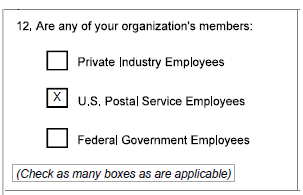 12. Are any of your organization's members:
Private Industry Employees
X U.S. Postal Service Employees
Federal Government Employees
(Check as many boxes as are applicable)